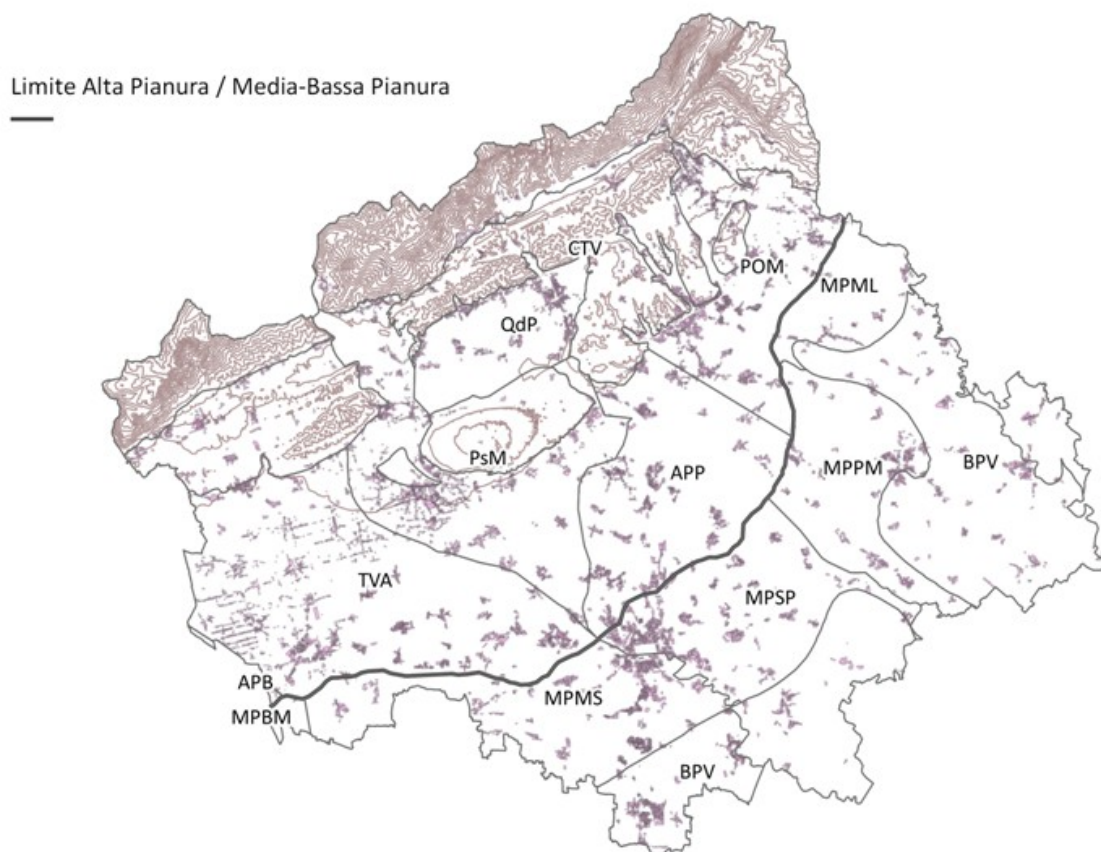 Limite Alta Pianura / Media-Bassa Pianura
CTV
POM
MPML
QdP
PsM
APP
MPPM
BPV
TVA
MPSP
APB
MPBM
MPMS
BPV